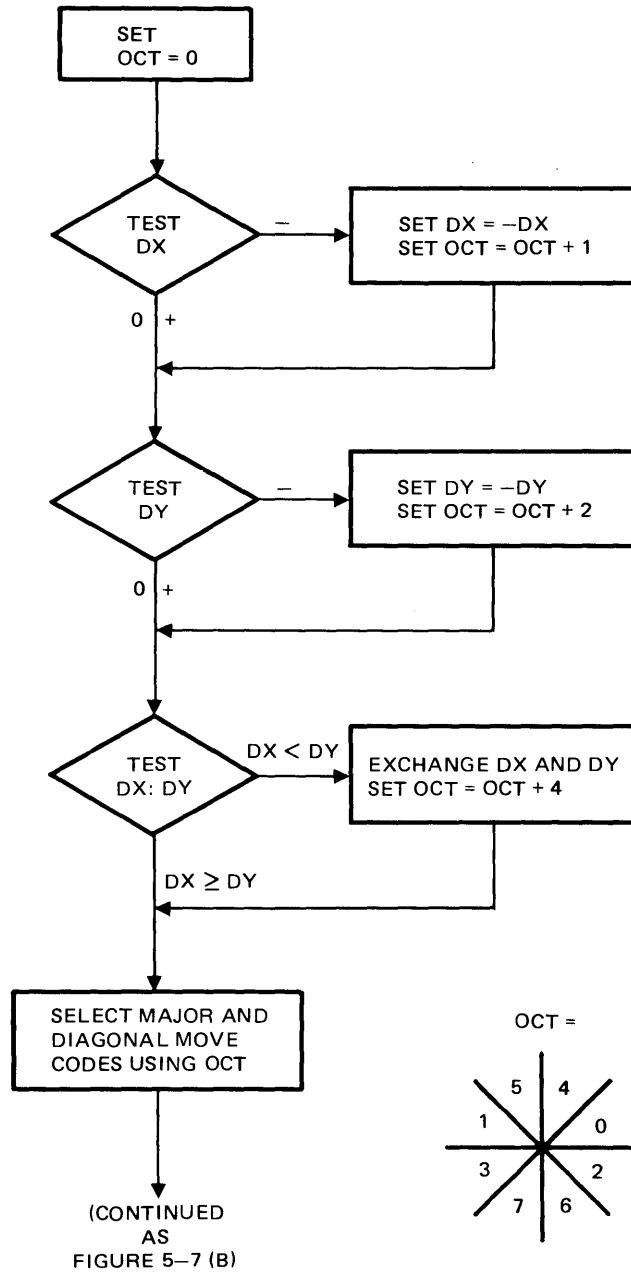 SET
OCT = 0
TEST
DX
–
SET DX = –DX
SET OCT = OCT + 1
0 +
TEST
DY
–
SET DY = –DY
SET OCT = OCT + 2
0 +
TEST
DX: DY
DX < DY
EXCHANGE DX AND DY
SET OCT = OCT + 4
DX ≥ DY
SELECT MAJOR AND
DIAGONAL MOVE
CODES USING OCT
OCT =
5 4
1 0
3 2
7 6
(CONTINUED
AS
FIGURE 5–7 (B)